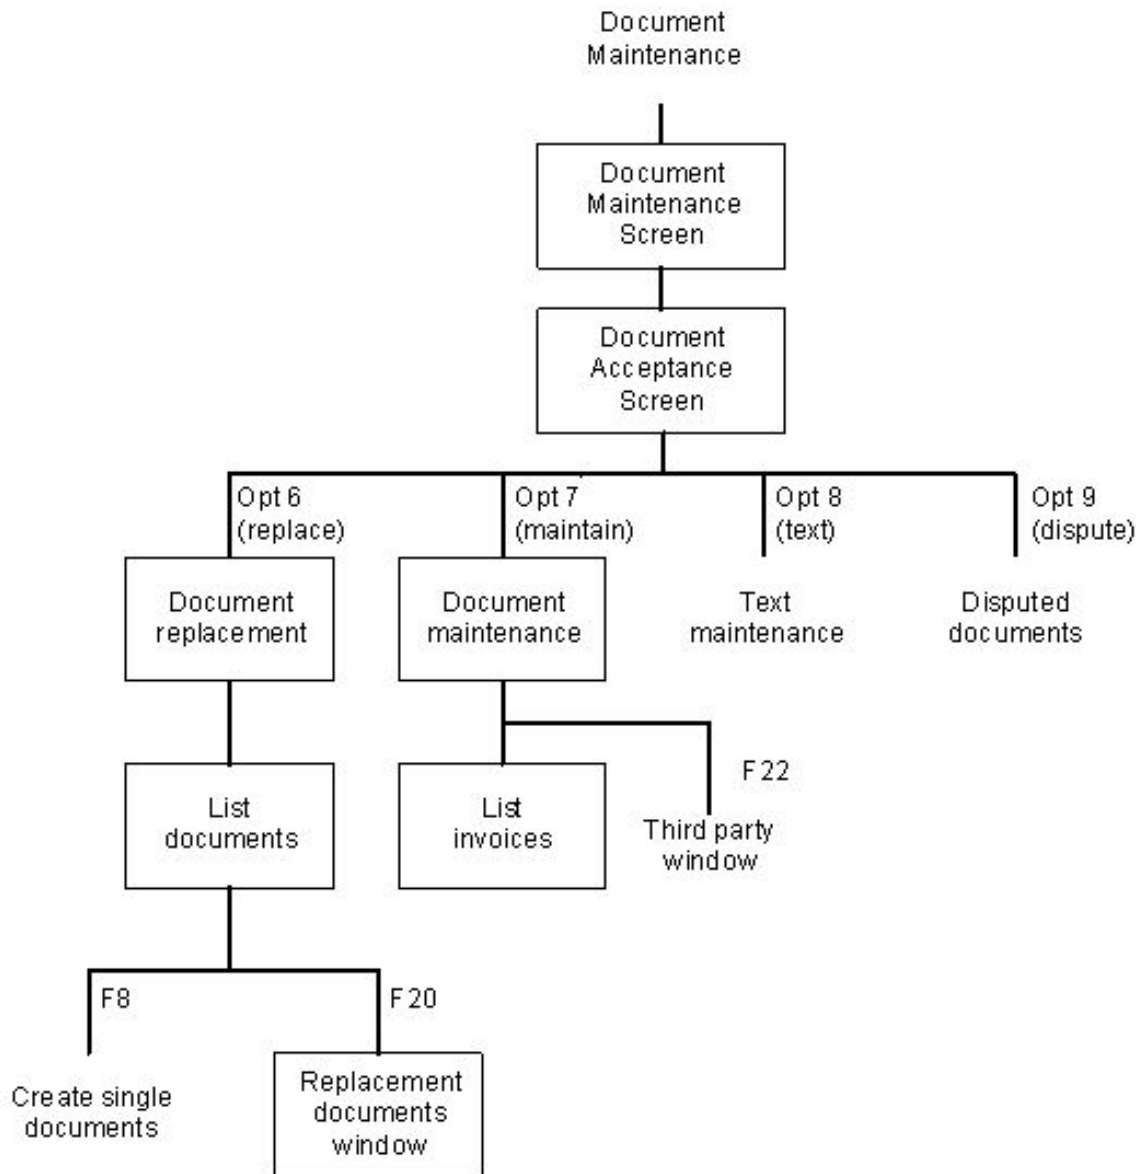 Document
Maintenance
Document
Maintenance
Screen
Document
Acceptance
Screen
Opt 6
(replace)
Opt 7
(maintain)
Opt 8
(text)
Opt 9
(dispute)
Document
replacement
Document
maintenance
Text
maintenance
Disputed
documents
List
documents
List
invoices
F22
Third party
window
F8
F20
Create single
documents
Replacement
documents
window